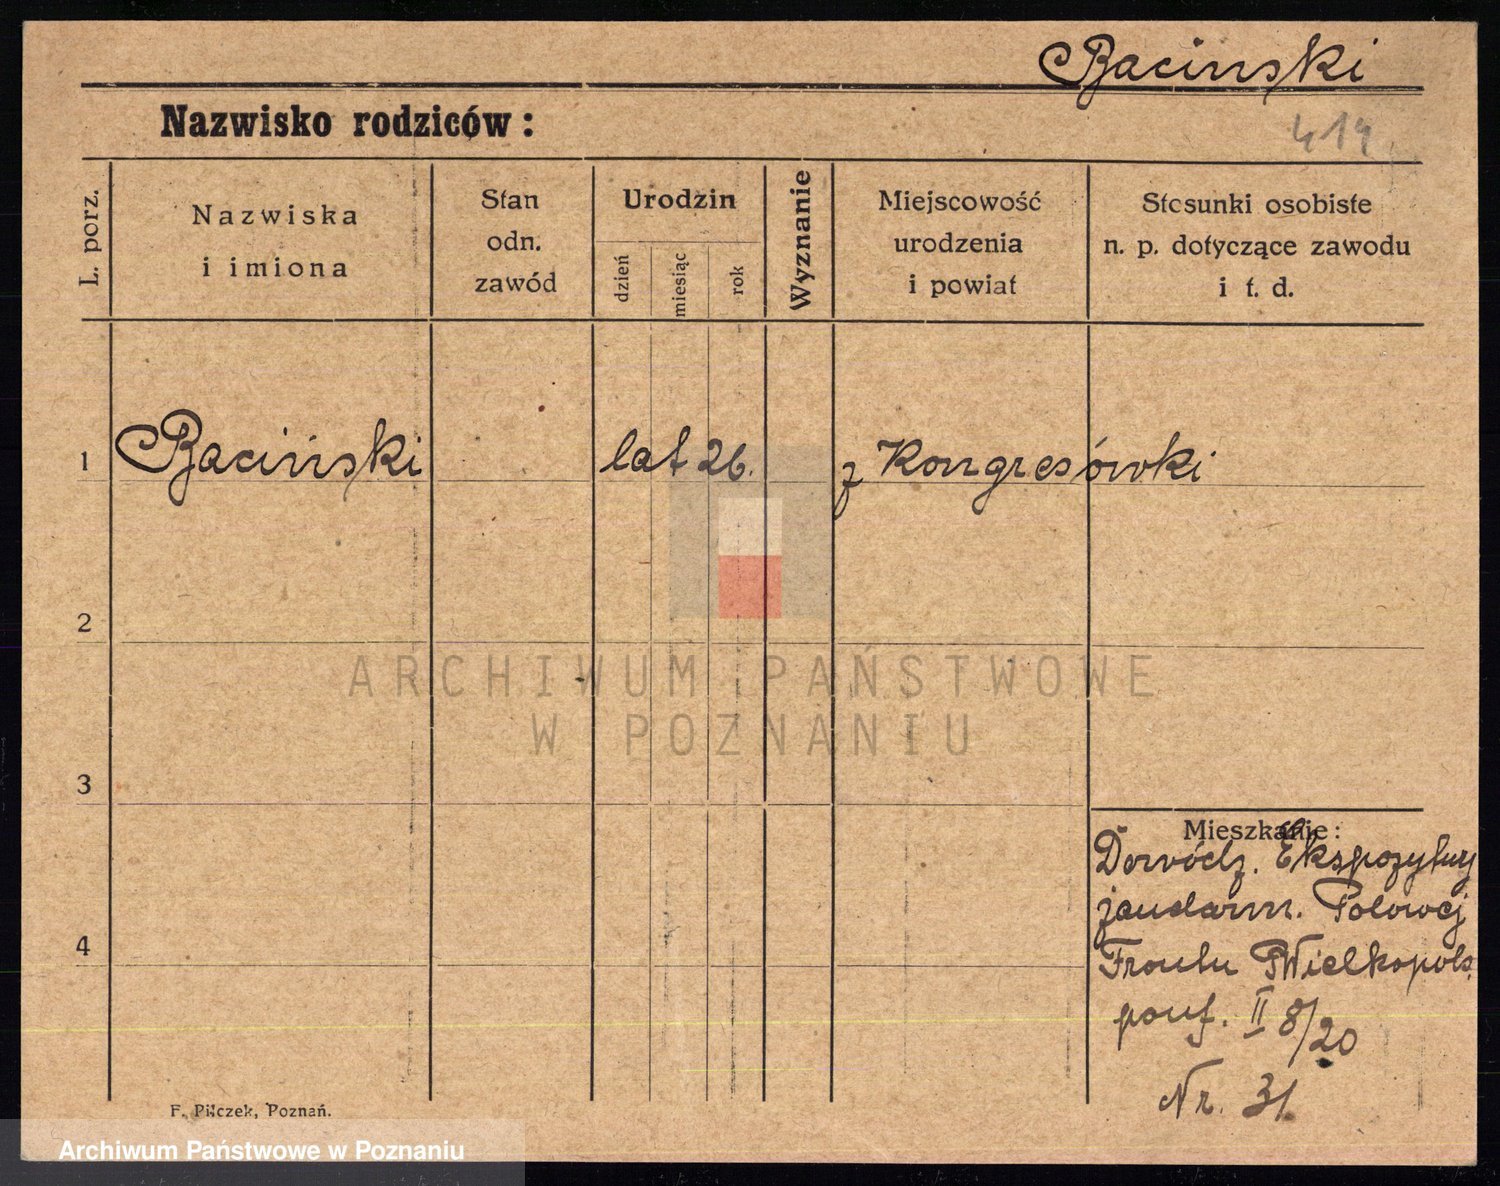 Baciński
Nazwisko rodziców:
414
L. porz.
Nazwiska
i imiona
Stan
odn.
zawód
Urodzin
dzień
miesiąc
rok
Wyznanie
Miejscowość
urodzenia
i powiat
Stosunki osobiste
n. p. dotyczące zawodu
i t. d.
1 Baciński lat 26. z Kongresówki
2
ARCHIWUM PAŃSTWOWE
W POZNANIU
3
Mieszkanie:
Dowódz. Ekspozytury
żandarm. Polowej
Frontu Wielkopols.
pouf. II 8/20
Nr. 31
4
F. Pilczek, Poznań.
Archiwum Państwowe w Poznaniu